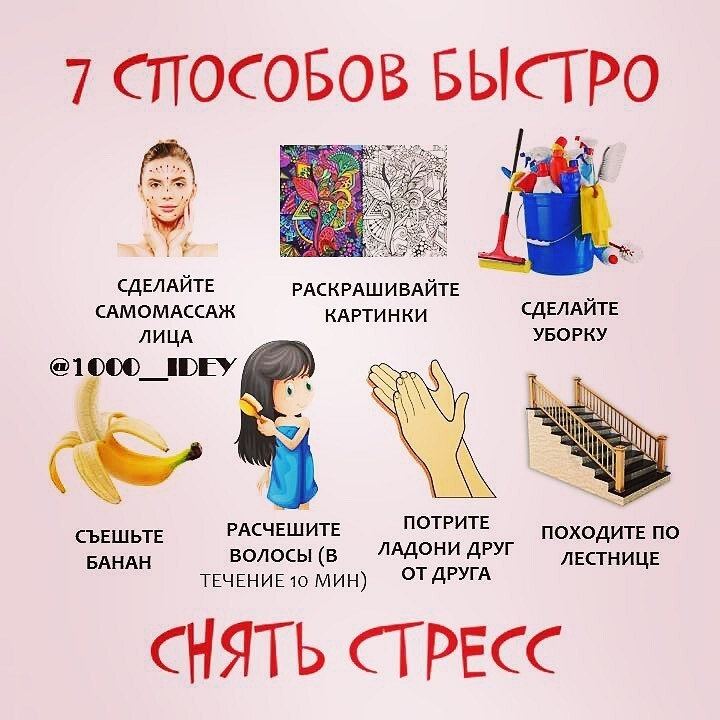 7 СПОСОБОВ БЫСТРО
СДЕЛАЙТЕ
САМОМАССАЖ
ЛИЦА
РАСКРАШИВАЙТЕ
КАРТИНКИ
СДЕЛАЙТЕ
УБОРКУ
@1000__IDEY
СЪЕШЬТЕ
БАНАН
РАСЧЕШИТЕ
ВОЛОСЫ (В
ТЕЧЕНИЕ 10 МИН)
ПОТРИТЕ
ЛАДОНИ ДРУГ
ОТ ДРУГА
ПОХОДИТЕ ПО
ЛЕСТНИЦЕ
СНЯТЬ СТРЕСС